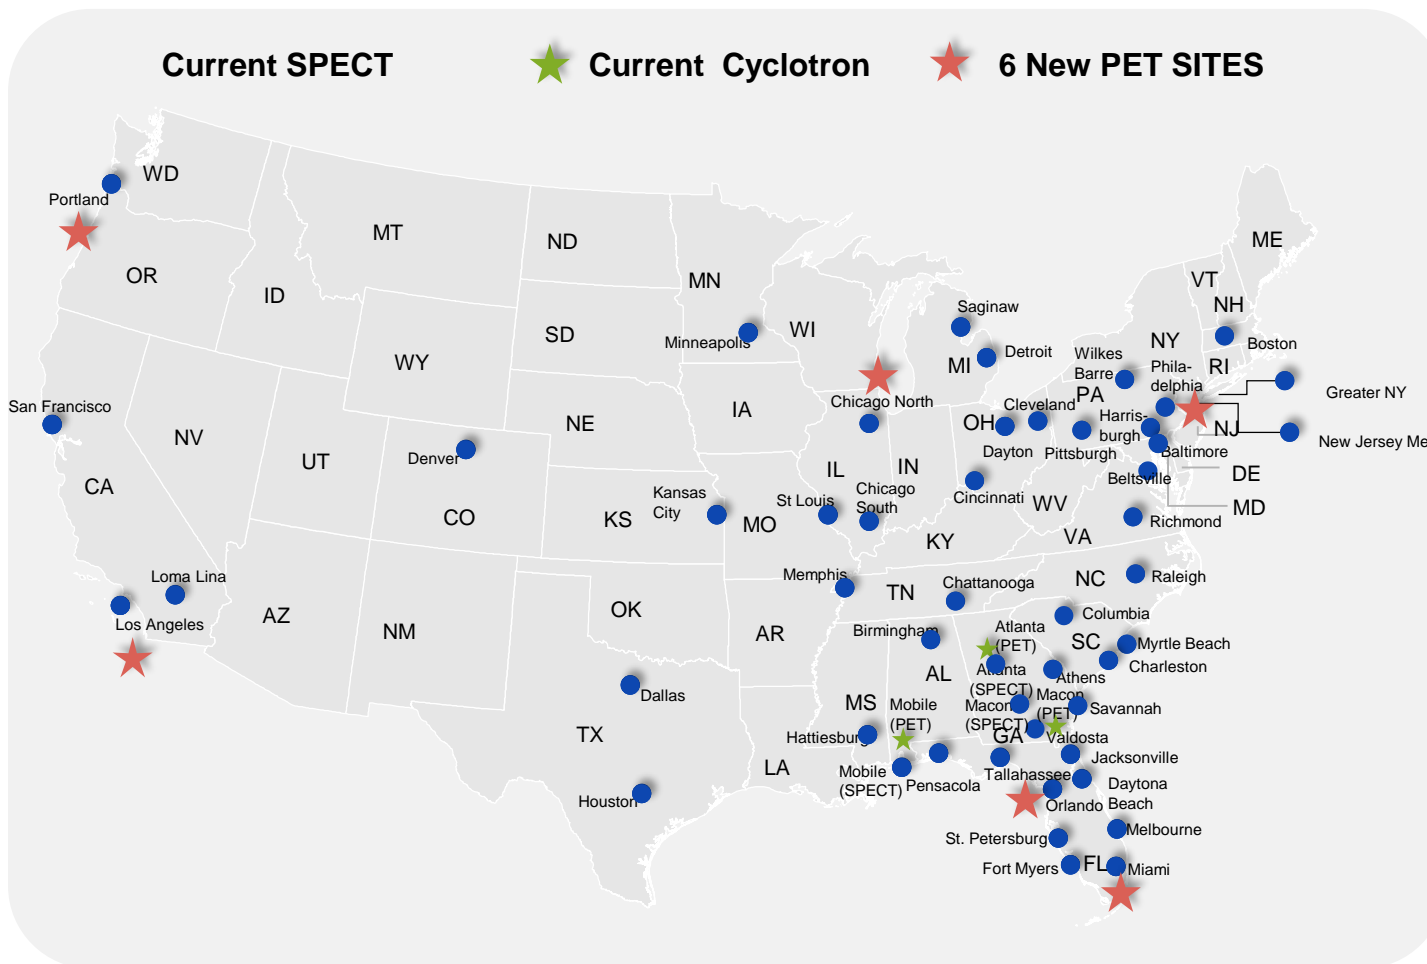 Current SPECT
Current Cyclotron
6 New PET SITES
WD
Portland
OR
MT
ID
ND
SD
MN
Minneapolis
WI
Saginaw
MI
Detroit
ME
VT
NH
NY
Boston
RI
Wilkes
Barre
Phila-
delphia
PA
Greater NY
New Jersey Me
NJ
WY
NE
IA
Chicago North
San Francisco
NV
UT
Denver
CO
CA
KS
Kansas
City
MO
St Louis
IL
Chicago
South
IN
OH
Cleveland
Dayton
Pittsburgh
Harris-
burgh
Baltimore
Beltsville
DE
MD
Cincinnati
WV
Richmond
VA
KY
Loma Lina
Los Angeles
AZ
NM
OK
AR
Memphis
TN
Chattanooga
NC
Raleigh
Columbia
SC
Myrtle Beach
Charleston
Birmingham
AL
Atlanta
(PET)
Atlanta
(SPECT)
Athens
Macon
(SPECT)
Macon
(PET)
Savannah
GA
Valdosta
Dallas
TX
Houston
LA
MS
Hattiesburg
Mobile
(PET)
Mobile
(SPECT)
Pensacola
Tallahassee
Jacksonville
Daytona
Beach
Orlando
Melbourne
St. Petersburg
Fort Myers
FL
Miami